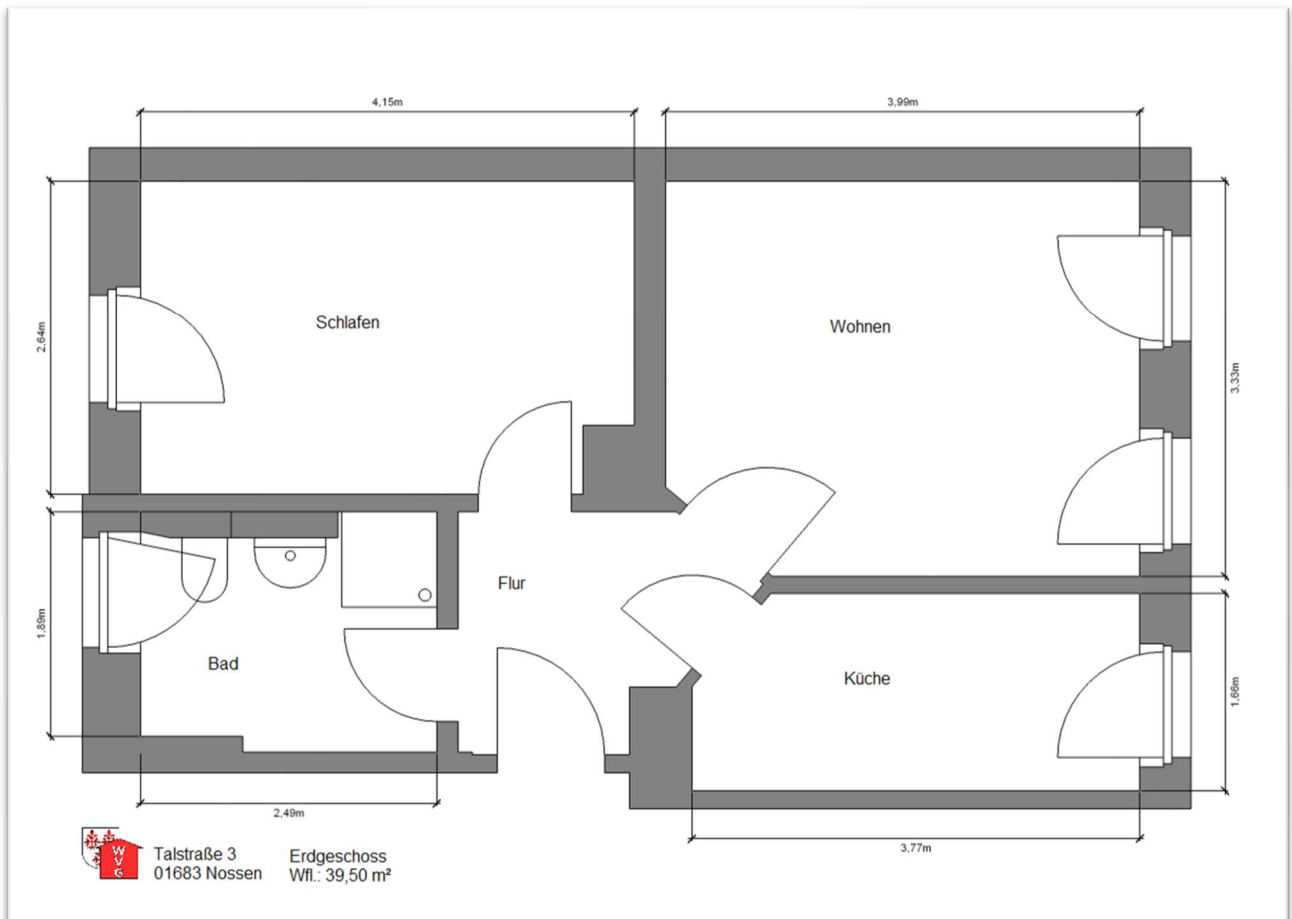 4,15m
3,99m
2,64m
Schlafen
Wohnen
3,33m
1,89m
Flur
Bad
Küche
1,66m
2,49m
3,77m
WVG
Talstraße 3
01683 Nossen
Erdgeschoss
Wfl.: 39,50 m²